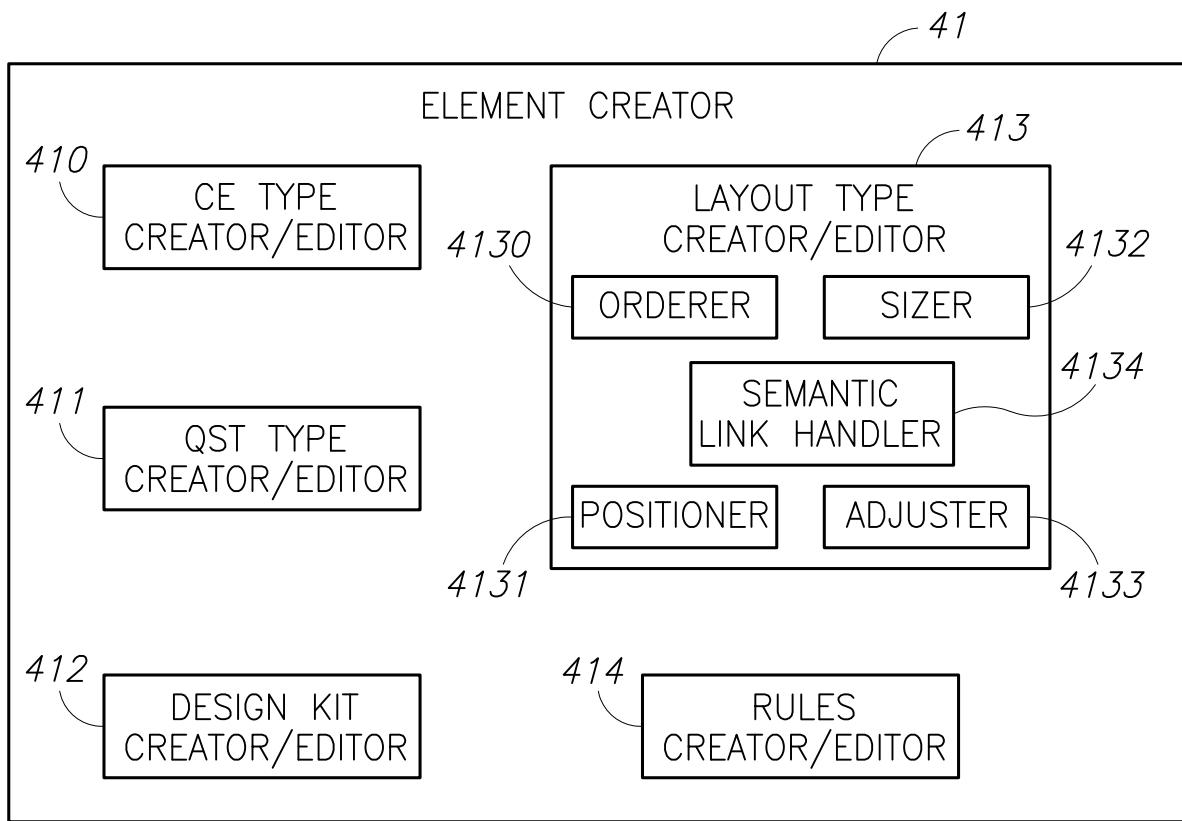 41
ELEMENT CREATOR
410
CE TYPE
CREATOR/EDITOR
413
LAYOUT TYPE
CREATOR/EDITOR
4130
ORDERER
4132
SIZER
4134
SEMANTIC
LINK HANDLER
411
QST TYPE
CREATOR/EDITOR
POSITIONER
4131
ADJUSTER
4133
412
DESIGN KIT
CREATOR/EDITOR
414
RULES
CREATOR/EDITOR